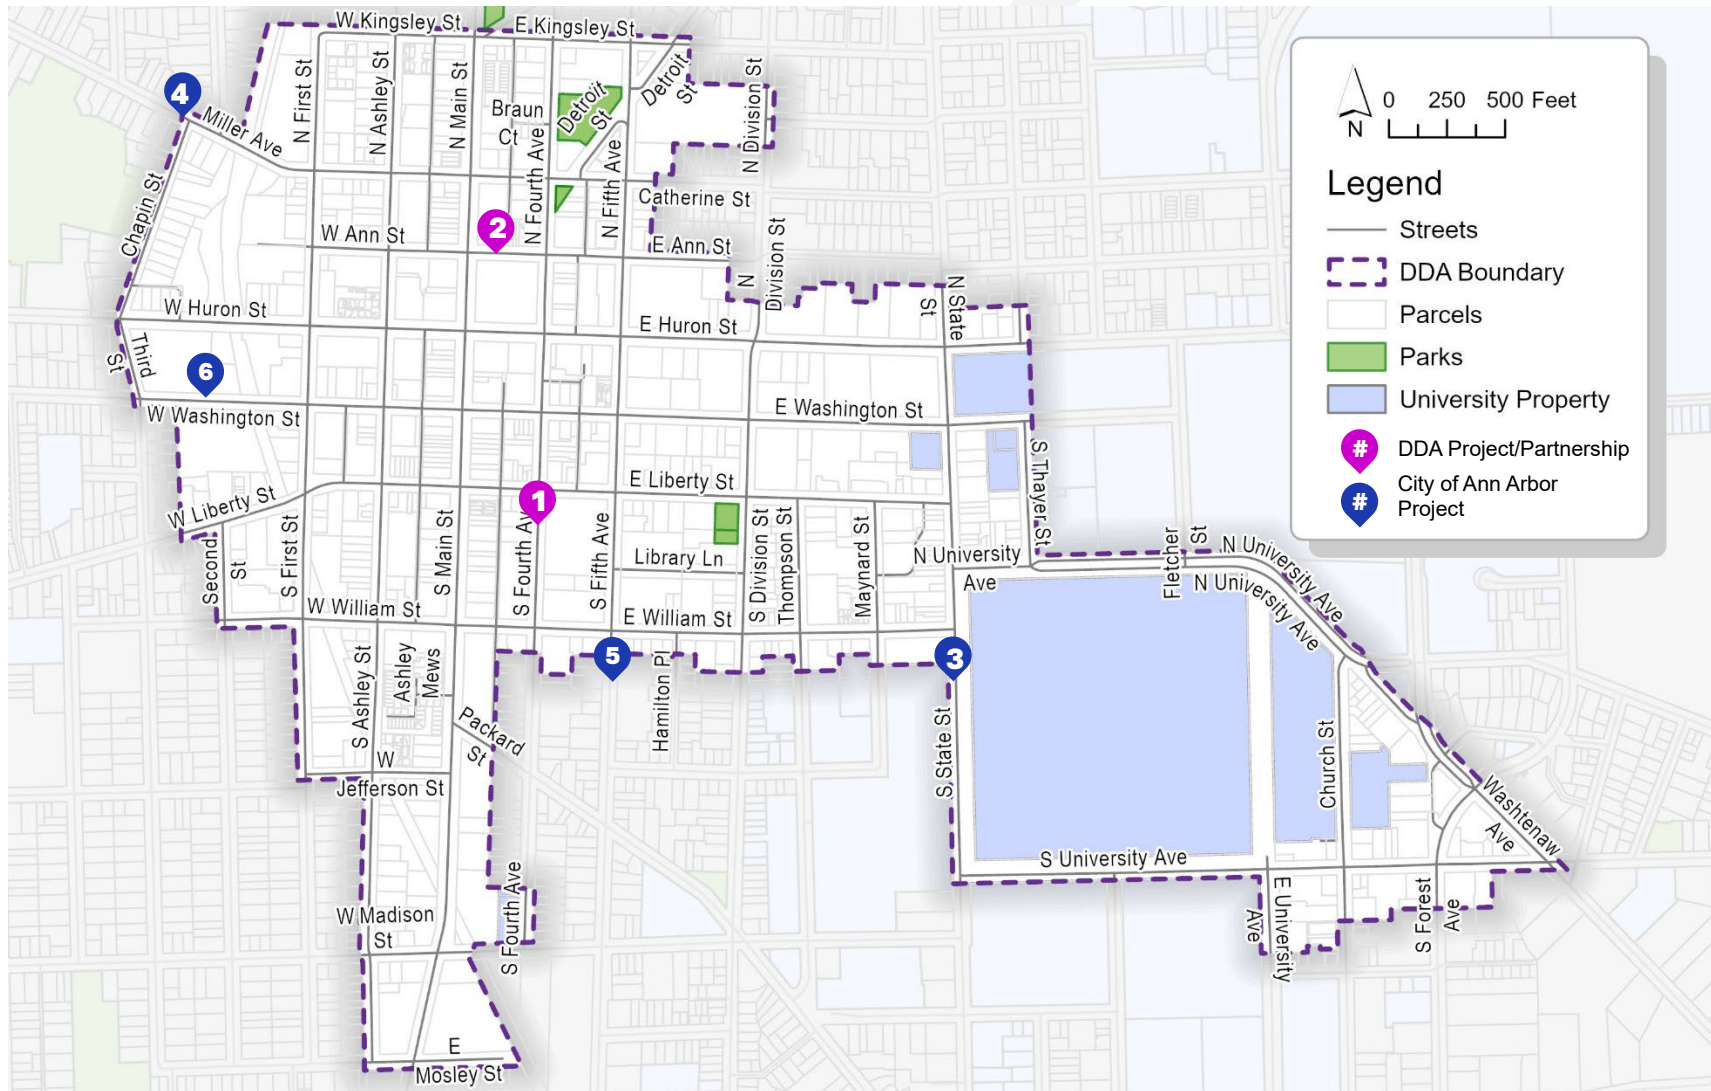 W Kingsley St
E Kingsley St
N First St
N Ashley St
N Main St
Braun
Ct
N Fourth Ave
Detroit
St
N Fifth Ave
Detroit
St
N Division St
4
Miller Ave
Chapin St
Catherine St
2
W Ann St
E Ann St
N
Division St
W Huron St
E Huron St
N State
St
Third
St
6
W Washington St
E Washington St
S Thayer St
E Liberty St
W Liberty St
1
S First St
Second
St
S Main St
S Fourth Av
S Fifth Ave
Library Ln
S Division St
Thompson St
Maynard St
N University
Ave
Fletcher
St
N University Ave
N University Ave
W William St
E William St
5
3
S Ashley St
Ashley
Mews
Hamilton Pl
Packard
St
W
Jefferson St
S State St
Church St
Washtenaw
Ave
S University Ave
W Madison
St
S Fourth Ave
E University
Ave
S Forest
Ave
E
Mosley St
N
0 250 500 Feet
Legend
Streets
DDA Boundary
Parcels
Parks
University Property
# DDA Project/Partnership
# City of Ann Arbor
Project